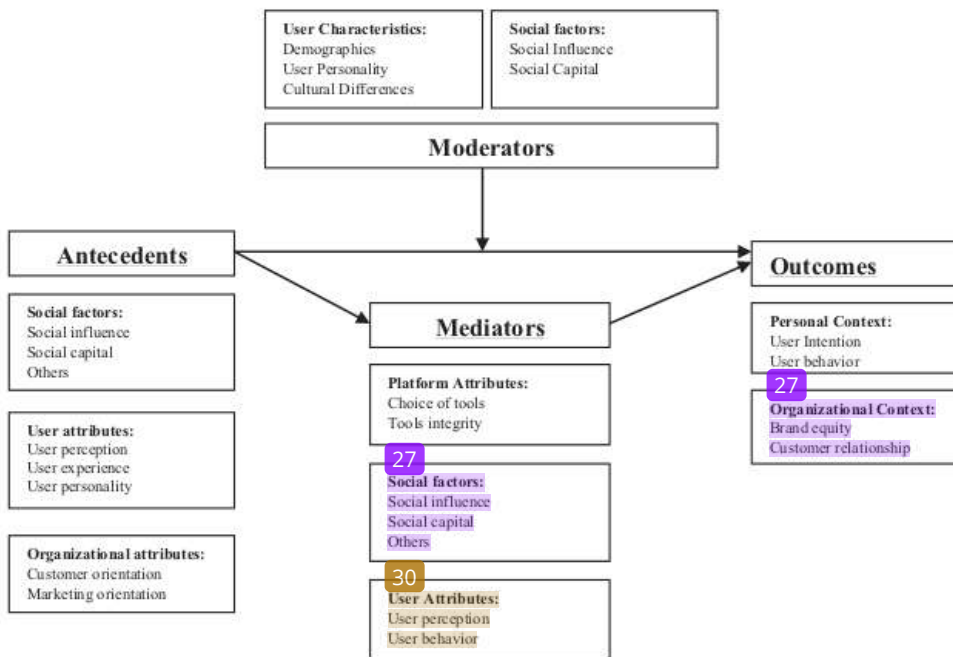 User Characteristics:
Demographics
User Personality
Cultural Differences
Social factors:
Social Influence
Social Capital
Moderators
Antecedents
Social factors:
Social influence
Social capital
Others
User attributes:
User perception
User experience
User personality
Organizational attributes:
Customer orientation
Marketing orientation
Mediators
Platform Attributes:
Choice of tools
Tools integrity
27
Social factors:
Social influence
Social capital
Others
30
User Attributes:
User perception
User behavior
Outcomes
Personal Context:
User Intention
User behavior
27
Organizational Context:
Brand equity
Customer relationship